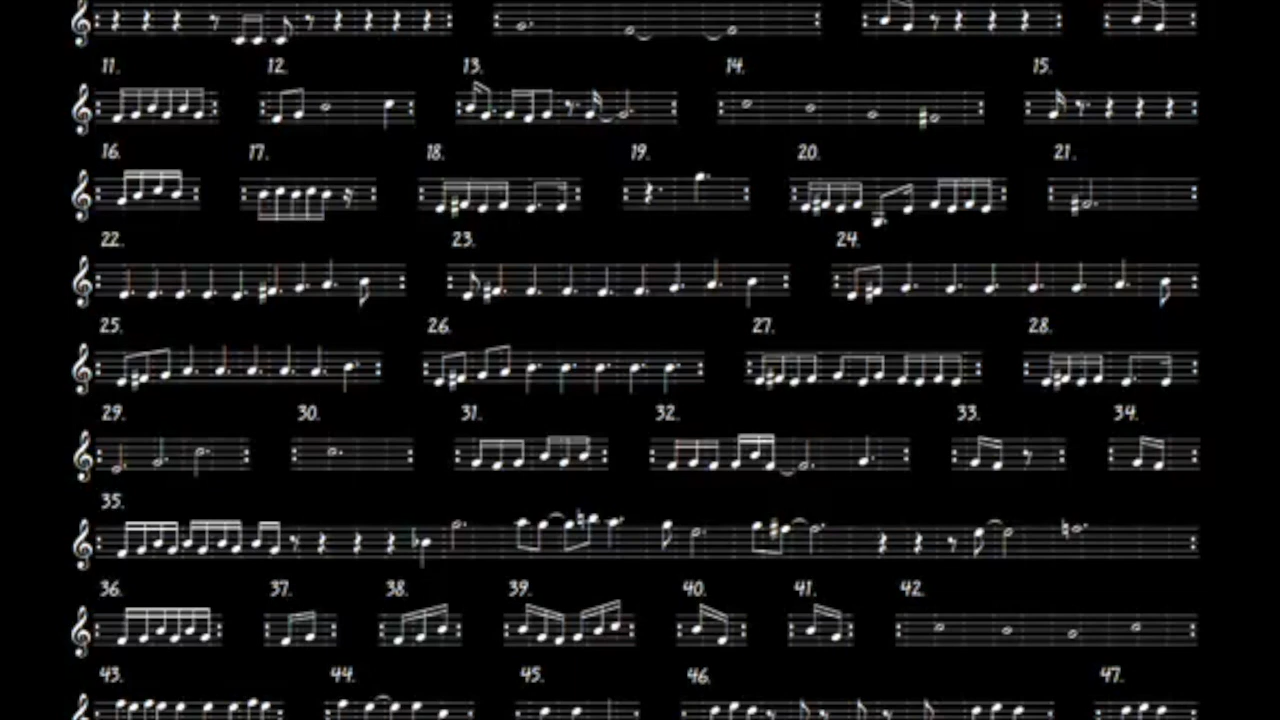 11. 12. 13. 14. 15.
16. 17. 18. 19. 20. 21.
22. 23. 24.
25. 26. 27. 28.
29. 30. 31. 32. 33. 34.
35.
36. 37. 38. 39. 40. 41. 42.
43. 44. 45. 46. 47.